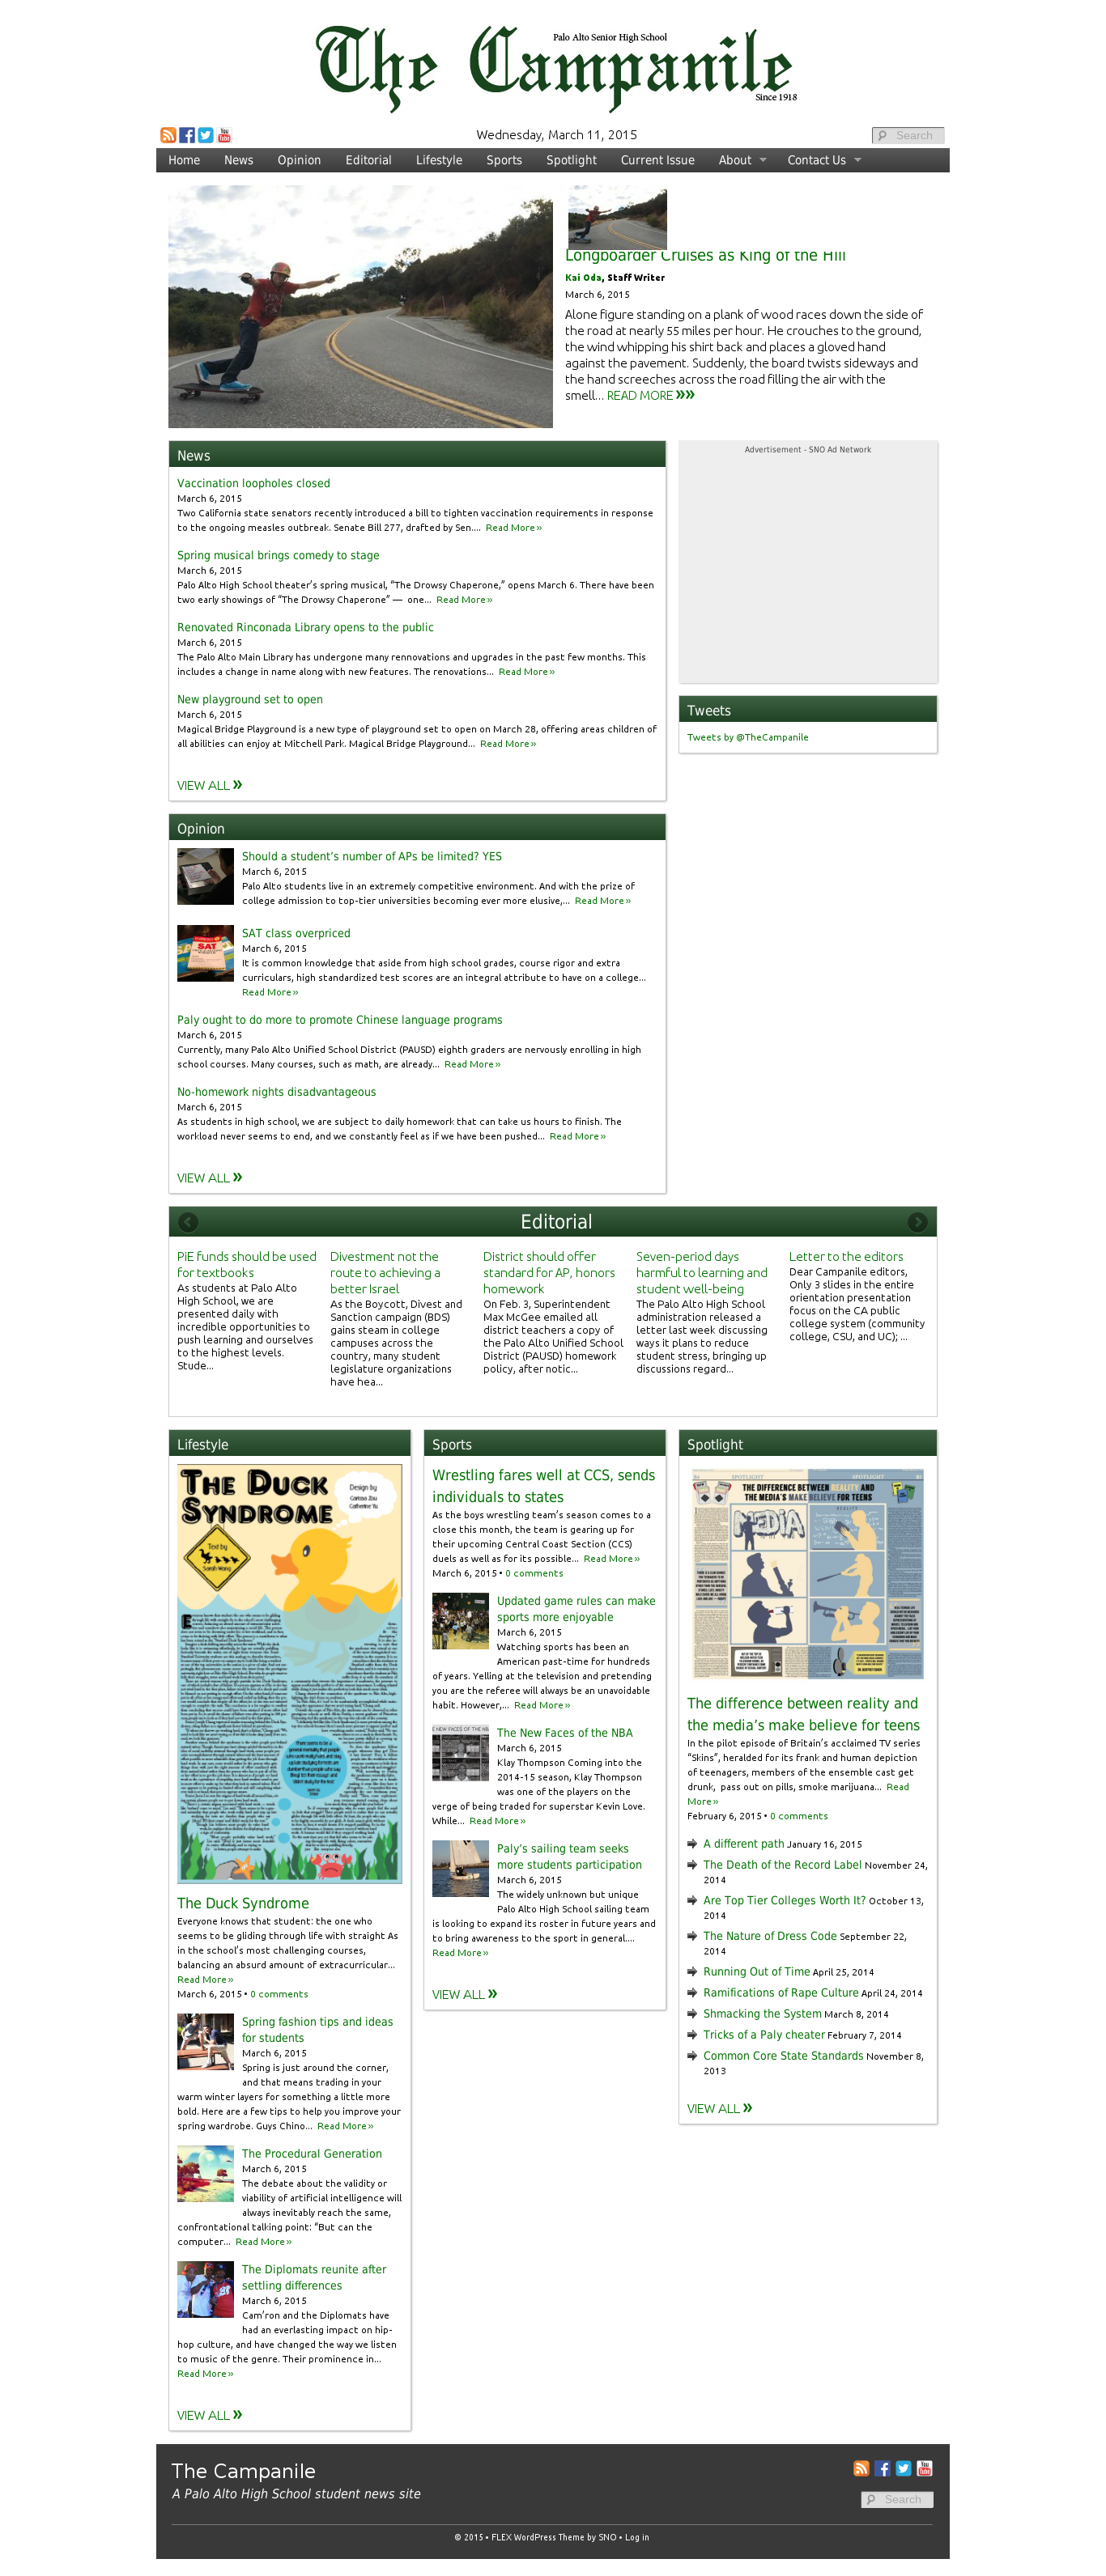 The Campanile
Palo Alto Senior High School
Since 1918
Wednesday, March 11, 2015
Search
Home News Opinion Editorial Lifestyle Sports Spotlight Current Issue About Contact Us
Longboarder Cruises as King of the Hill
Kai Oda, Staff Writer
March 6, 2015
Alone figure standing on a plank of wood races down the side of
the road at nearly 55 miles per hour. He crouches to the ground,
the wind whipping his shirt back and places a gloved hand
against the pavement. Suddenly, the board twists sideways and
the hand screeches across the road filling the air with the
smell... READ MORE »»
News
Vaccination loopholes closed
March 6, 2015
Two California state senators recently introduced a bill to tighten vaccination requirements in response
to the ongoing measles outbreak. Senate Bill 277, drafted by Sen.... Read More »
Spring musical brings comedy to stage
March 6, 2015
Palo Alto High School theater's spring musical, "The Drowsy Chaperone," opens March 6. There have been
two early showings of "The Drowsy Chaperone" — one... Read More »
Renovated Rinconada Library opens to the public
March 6, 2015
The Palo Alto Main Library has undergone many rennovations and upgrades in the past few months. This
includes a change in name along with new features. The renovations... Read More »
New playground set to open
March 6, 2015
Magical Bridge Playground is a new type of playground set to open on March 28, offering areas children of
all abilities can enjoy at Mitchell Park. Magical Bridge Playground... Read More »
VIEW ALL »
Advertisement - SNO Ad Network
Tweets
Tweets by @TheCampanile
Opinion
Should a student's number of APs be limited? YES
March 6, 2015
Palo Alto students live in an extremely competitive environment. And with the prize of
college admission to top-tier universities becoming ever more elusive,... Read More »
SAT
SAT class overpriced
March 6, 2015
It is common knowledge that aside from high school grades, course rigor and extra
curriculars, high standardized test scores are an integral attribute to have on a college...
Read More »
Paly ought to do more to promote Chinese language programs
March 6, 2015
Currently, many Palo Alto Unified School District (PAUSD) eighth graders are nervously enrolling in high
school courses. Many courses, such as math, are already... Read More »
No-homework nights disadvantageous
March 6, 2015
As students in high school, we are subject to daily homework that can take us hours to finish. The
workload never seems to end, and we constantly feel as if we have been pushed... Read More »
VIEW ALL »
Editorial
PiE funds should be used
for textbooks
As students at Palo Alto
High School, we are
presented daily with
incredible opportunities to
push learning and ourselves
to the highest levels.
Stude...
Divestment not the
route to achieving a
better Israel
As the Boycott, Divest and
Sanction campaign (BDS)
gains steam in college
campuses across the
country, many student
legislature organizations
have hea...
District should offer
standard for AP, honors
homework
On Feb. 3, Superintendent
Max McGee emailed all
district teachers a copy of
the Palo Alto Unified School
District (PAUSD) homework
policy, after notic...
Seven-period days
harmful to learning and
student well-being
The Palo Alto High School
administration released a
letter last week discussing
ways it plans to reduce
student stress, bringing up
discussions regard...
Letter to the editors
Dear Campanile editors,
Only 3 slides in the entire
orientation presentation
focus on the CA public
college system (community
college, CSU, and UC); ...
Lifestyle
The Duck
Syndrome
Design by
Carissa Zou
Catherine Yu
Text by
Sarah Wang
The Duck Syndrome
Everyone knows that student: the one who
seems to be gliding through life with straight As
in the school's most challenging courses,
balancing an absurd amount of extracurricular...
Read More »
March 6, 2015 • 0 comments
Spring fashion tips and ideas
for students
March 6, 2015
Spring is just around the corner,
and that means trading in your
warm winter layers for something a little more
bold. Here are a few tips to help you improve your
spring wardrobe. Guys Chino... Read More »
The Procedural Generation
March 6, 2015
The debate about the validity or
viability of artificial intelligence will
always inevitably reach the same,
confrontational talking point: "But can the
computer... Read More »
The Diplomats reunite after
settling differences
March 6, 2015
Cam'ron and the Diplomats have
had an everlasting impact on hip-
hop culture, and have changed the way we listen
to music of the genre. Their prominence in...
Read More »
VIEW ALL »
Sports
Wrestling fares well at CCS, sends
individuals to states
As the boys wrestling team's season comes to a
close this month, the team is gearing up for
their upcoming Central Coast Section (CCS)
duels as well as for its possible... Read More »
March 6, 2015 • 0 comments
Updated game rules can make
sports more enjoyable
March 6, 2015
Watching sports has been an
American past-time for hundreds
of years. Yelling at the television and pretending
you are the referee will always be an unavoidable
habit. However,... Read More »
NEW FACES OF THE NBA
The New Faces of the NBA
March 6, 2015
Klay Thompson Coming into the
2014-15 season, Klay Thompson
was one of the players on the
verge of being traded for superstar Kevin Love.
While... Read More »
Paly's sailing team seeks
more students participation
March 6, 2015
The widely unknown but unique
Palo Alto High School sailing team
is looking to expand its roster in future years and
to bring awareness to the sport in general....
Read More »
VIEW ALL »
Spotlight
SPOTLIGHT SPOTLIGHT
THE DIFFERENCE BETWEEN REALITY AND
THE MEDIA'S MAKE BELIEVE FOR TEENS
MEDIA
REALITY
The difference between reality and
the media's make believe for teens
In the pilot episode of Britain's acclaimed TV series
"Skins", heralded for its frank and human depiction
of teenagers, members of the ensemble cast get
drunk, pass out on pills, smoke marijuana... Read
More »
February 6, 2015 • 0 comments
A different path January 16, 2015
The Death of the Record Label November 24,
2014
Are Top Tier Colleges Worth It? October 13,
2014
The Nature of Dress Code September 22,
2014
Running Out of Time April 25, 2014
Ramifications of Rape Culture April 24, 2014
Shmacking the System March 8, 2014
Tricks of a Paly cheater February 7, 2014
Common Core State Standards November 8,
2013
VIEW ALL »
The Campanile
A Palo Alto High School student news site
Search
© 2015 • FLEX WordPress Theme by SNO • Log in